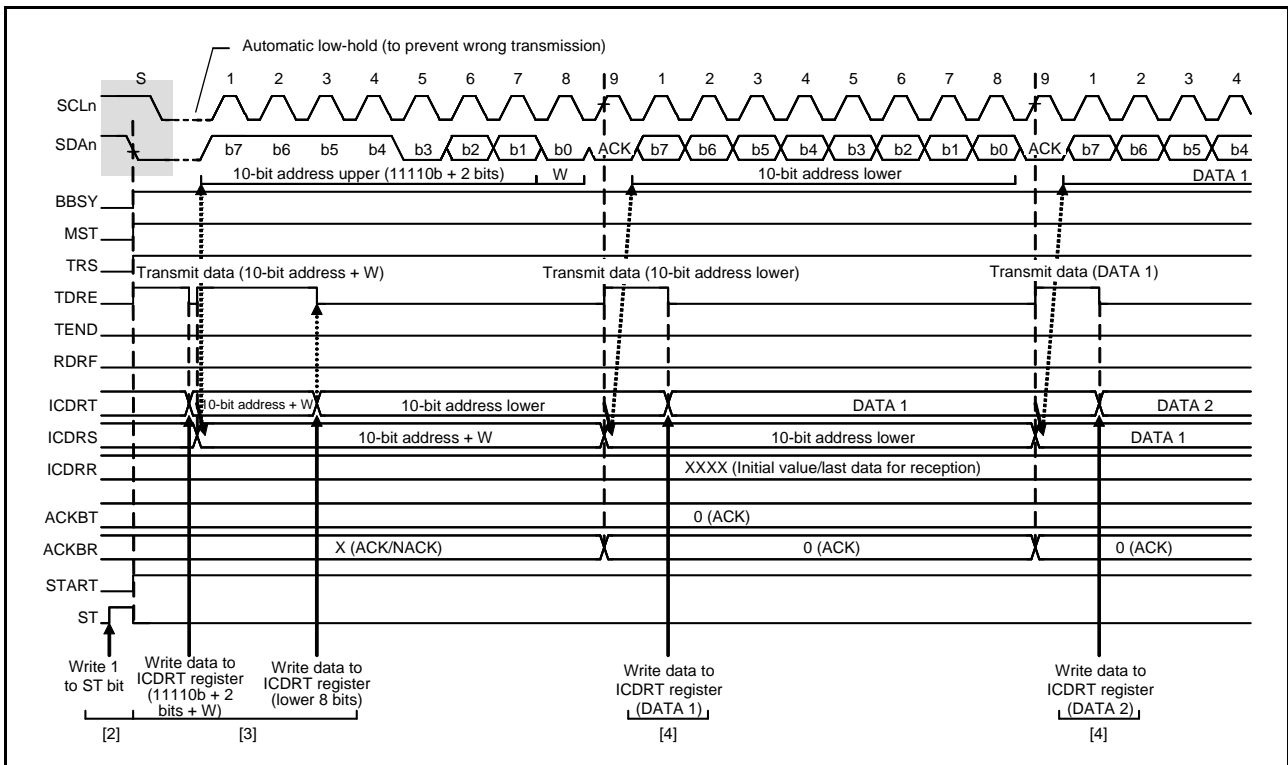 Automatic low-hold (to prevent wrong transmission)
S 1 2 3 4 5 6 7 8 9 1 2 3 4 5 6 7 8 9 1 2 3 4
SCLn
SDAn b7 b6 b5 b4 b3 b2 b1 b0 ACK b7 b6 b5 b4 b3 b2 b1 b0 ACK b7 b6 b5 b4
10-bit address upper (11110b + 2 bits) W 10-bit address lower DATA 1
BBSY
MST
TRS
Transmit data (10-bit address + W) Transmit data (10-bit address lower) Transmit data (DATA 1)
TDRE
TEND
RDRF
ICDRT 10-bit address + W 10-bit address lower DATA 1 DATA 2
ICDRS 10-bit address + W 10-bit address lower DATA 1
ICDRR XXXX (Initial value/last data for reception)
ACKBT 0 (ACK)
ACKBR X (ACK/NACK) 0 (ACK) 0 (ACK)
START
ST
Write 1
to ST bit
Write data to
ICDRT register
(11110b + 2
bits + W)
Write data to
ICDRT register
(lower 8 bits)
Write data to
ICDRT register
(DATA 1)
Write data to
ICDRT register
(DATA 2)
[2] [3] [4] [4]